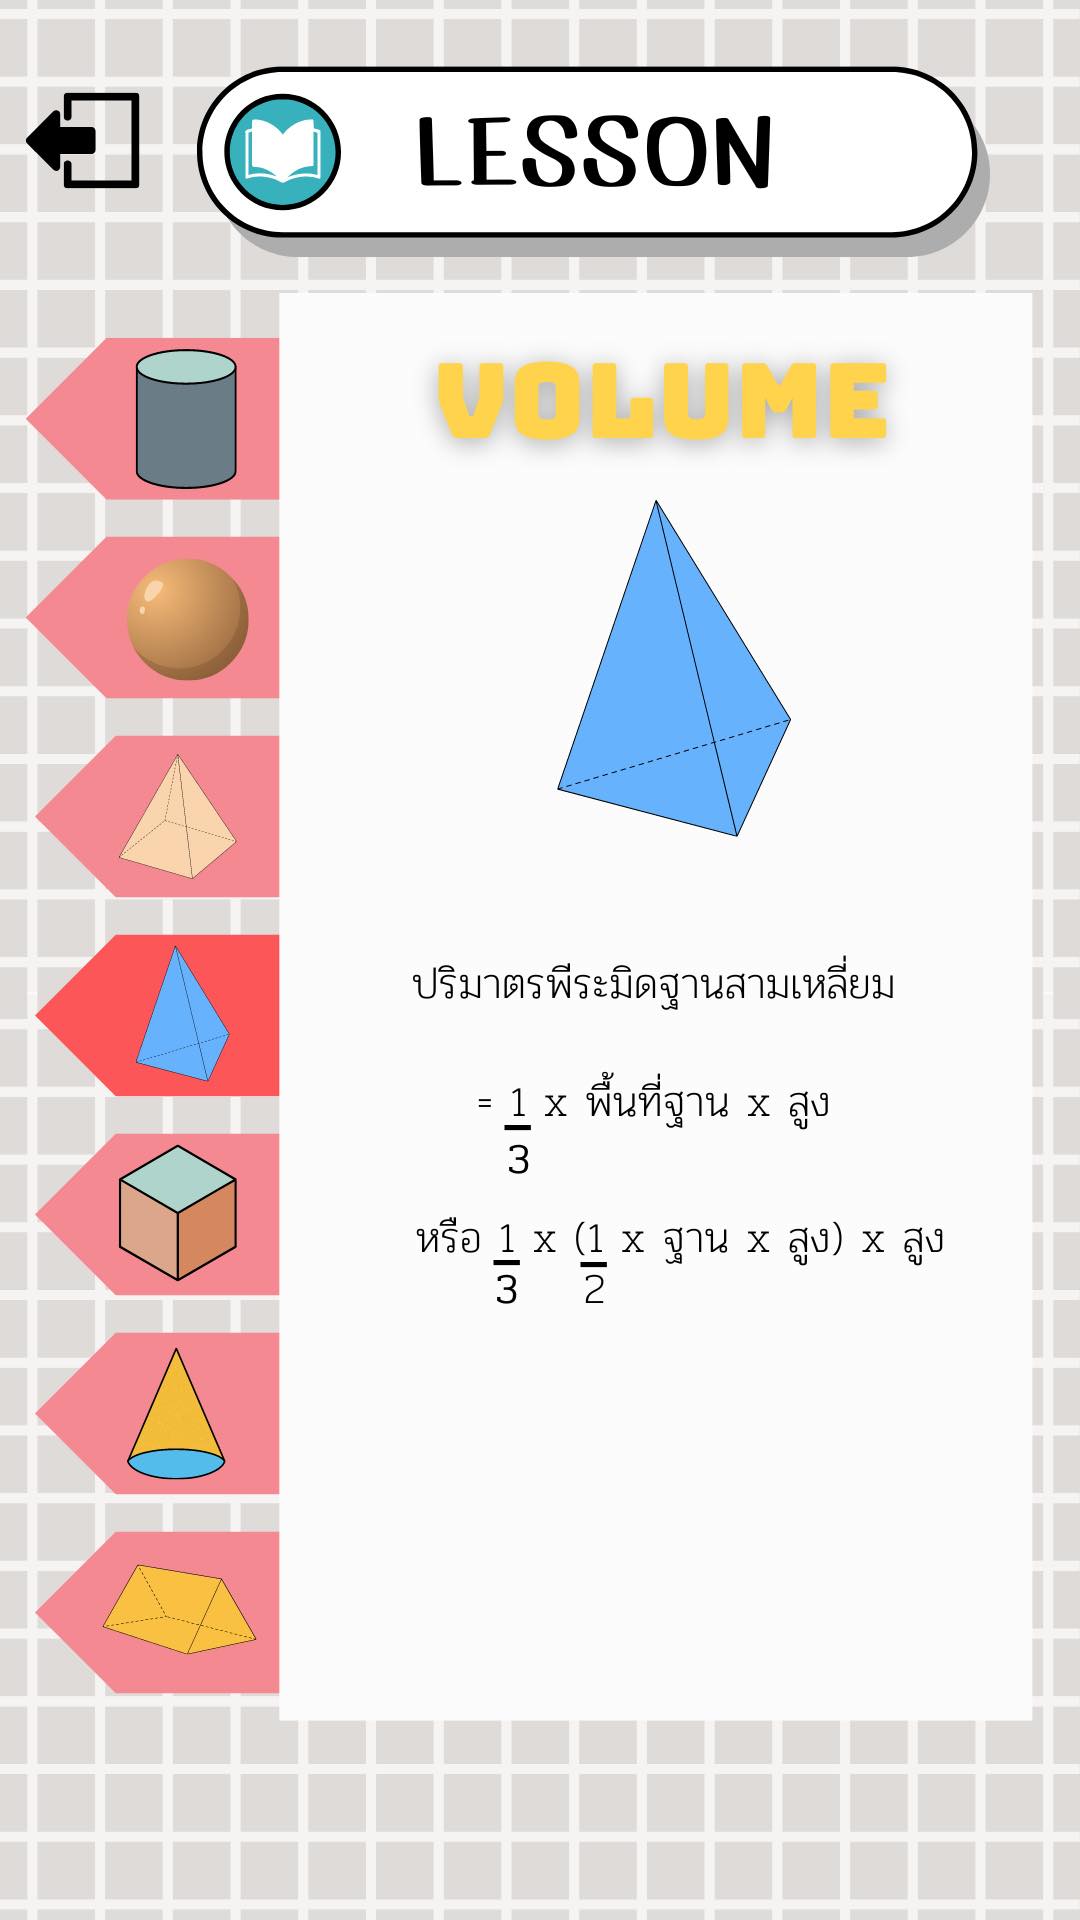 LESSON
VOLUME
ปริมาตรพีระมิดฐานสามเหลี่ยม
= 1 x พื้นที่ฐาน x สูง
3
หรือ 1 x (1 x ฐาน x สูง) x สูง
3 2